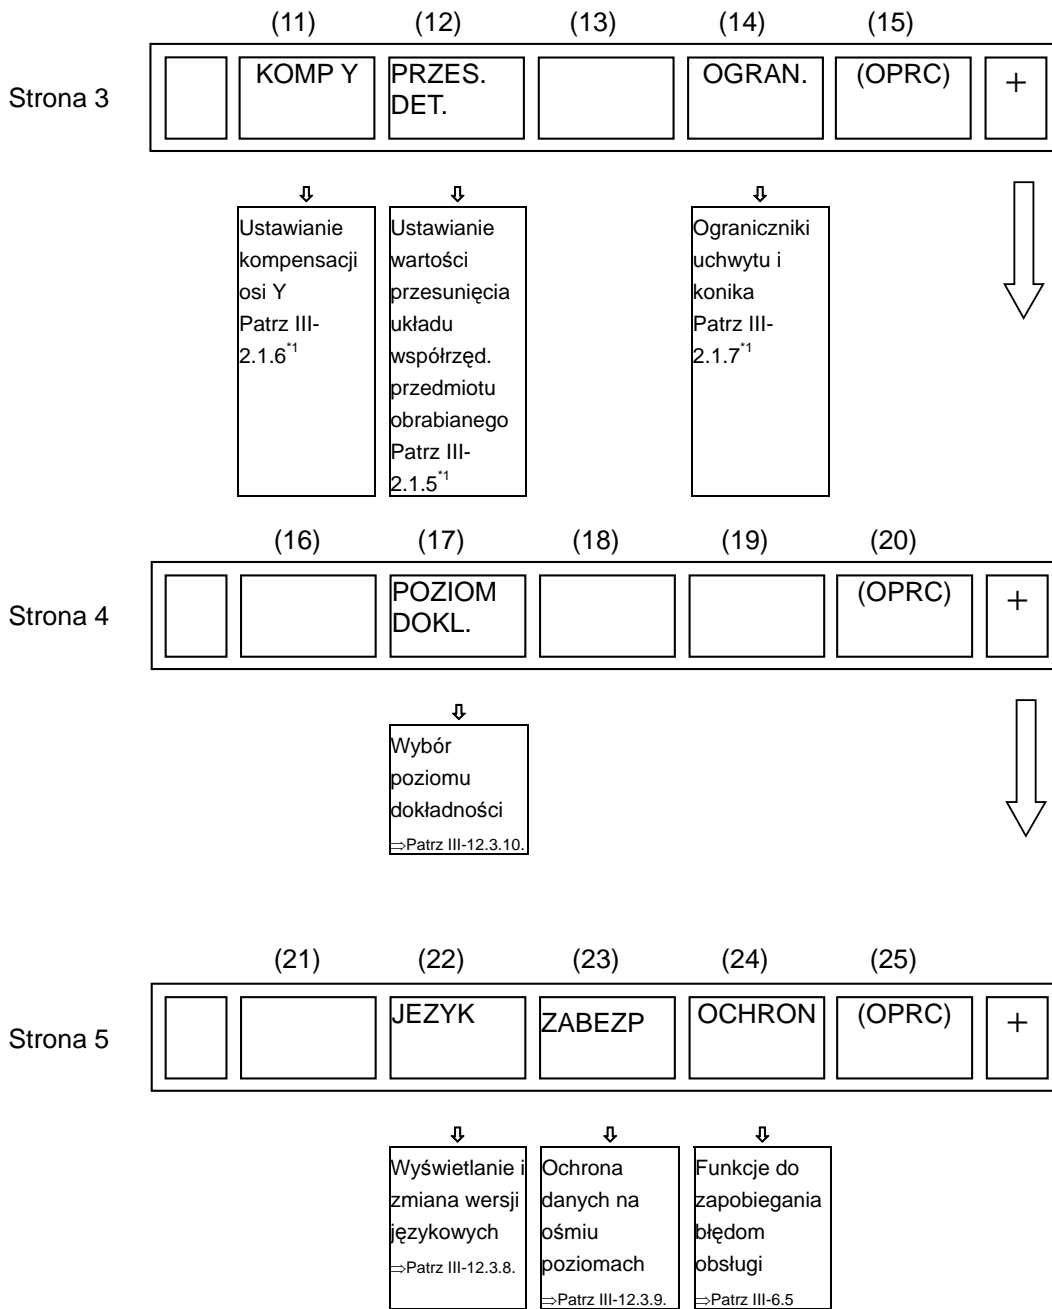 (11) (12) (13) (14) (15)
Strona 3
KOMP Y
PRZES.
DET.
OGRAN.
(OPRC)
+
⇩ ⇩ ⇩
Ustawianie
kompensacji
osi Y
Patrz III-
2.1.6*1
Ustawianie
wartości
przesunięcia
układu
współrzęd.
przedmiotu
obrabianego
Patrz III-
2.1.5*1
Ograniczniki
uchwytu i
konika
Patrz III-
2.1.7*1
(16) (17) (18) (19) (20)
Strona 4
POZIOM
DOKL.
(OPRC)
+
⇩
Wybór
poziomu
dokładności
⇒Patrz III-12.3.10.
(21) (22) (23) (24) (25)
Strona 5
JEZYK
ZABEZP
OCHRON
(OPRC)
+
⇩ ⇩ ⇩
Wyświetlanie i
zmiana wersji
językowych
⇒Patrz III-12.3.8.
Ochrona
danych na
ośmiu
poziomach
⇒Patrz III-12.3.9.
Funkcje do
zapobiegania
błędom
obsługi
⇒Patrz III-6.5